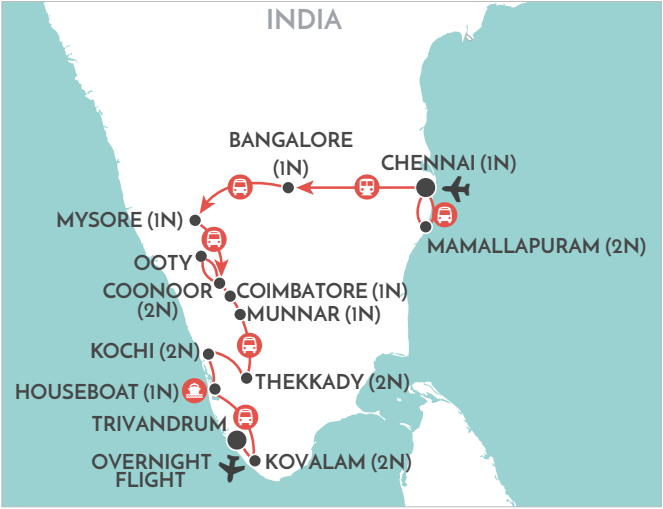 INDIA
BANGALORE
(1N)
CHENNAI (1N)
MYSORE (1N)
MAMALLAPURAM (2N)
OOTY
COONOOR
(2N)
COIMBATORE (1N)
MUNNAR (1N)
KOCHI (2N)
THEKKADY (2N)
HOUSEBOAT (1N)
TRIVANDRUM
OVERNIGHT
FLIGHT
KOVALAM (2N)